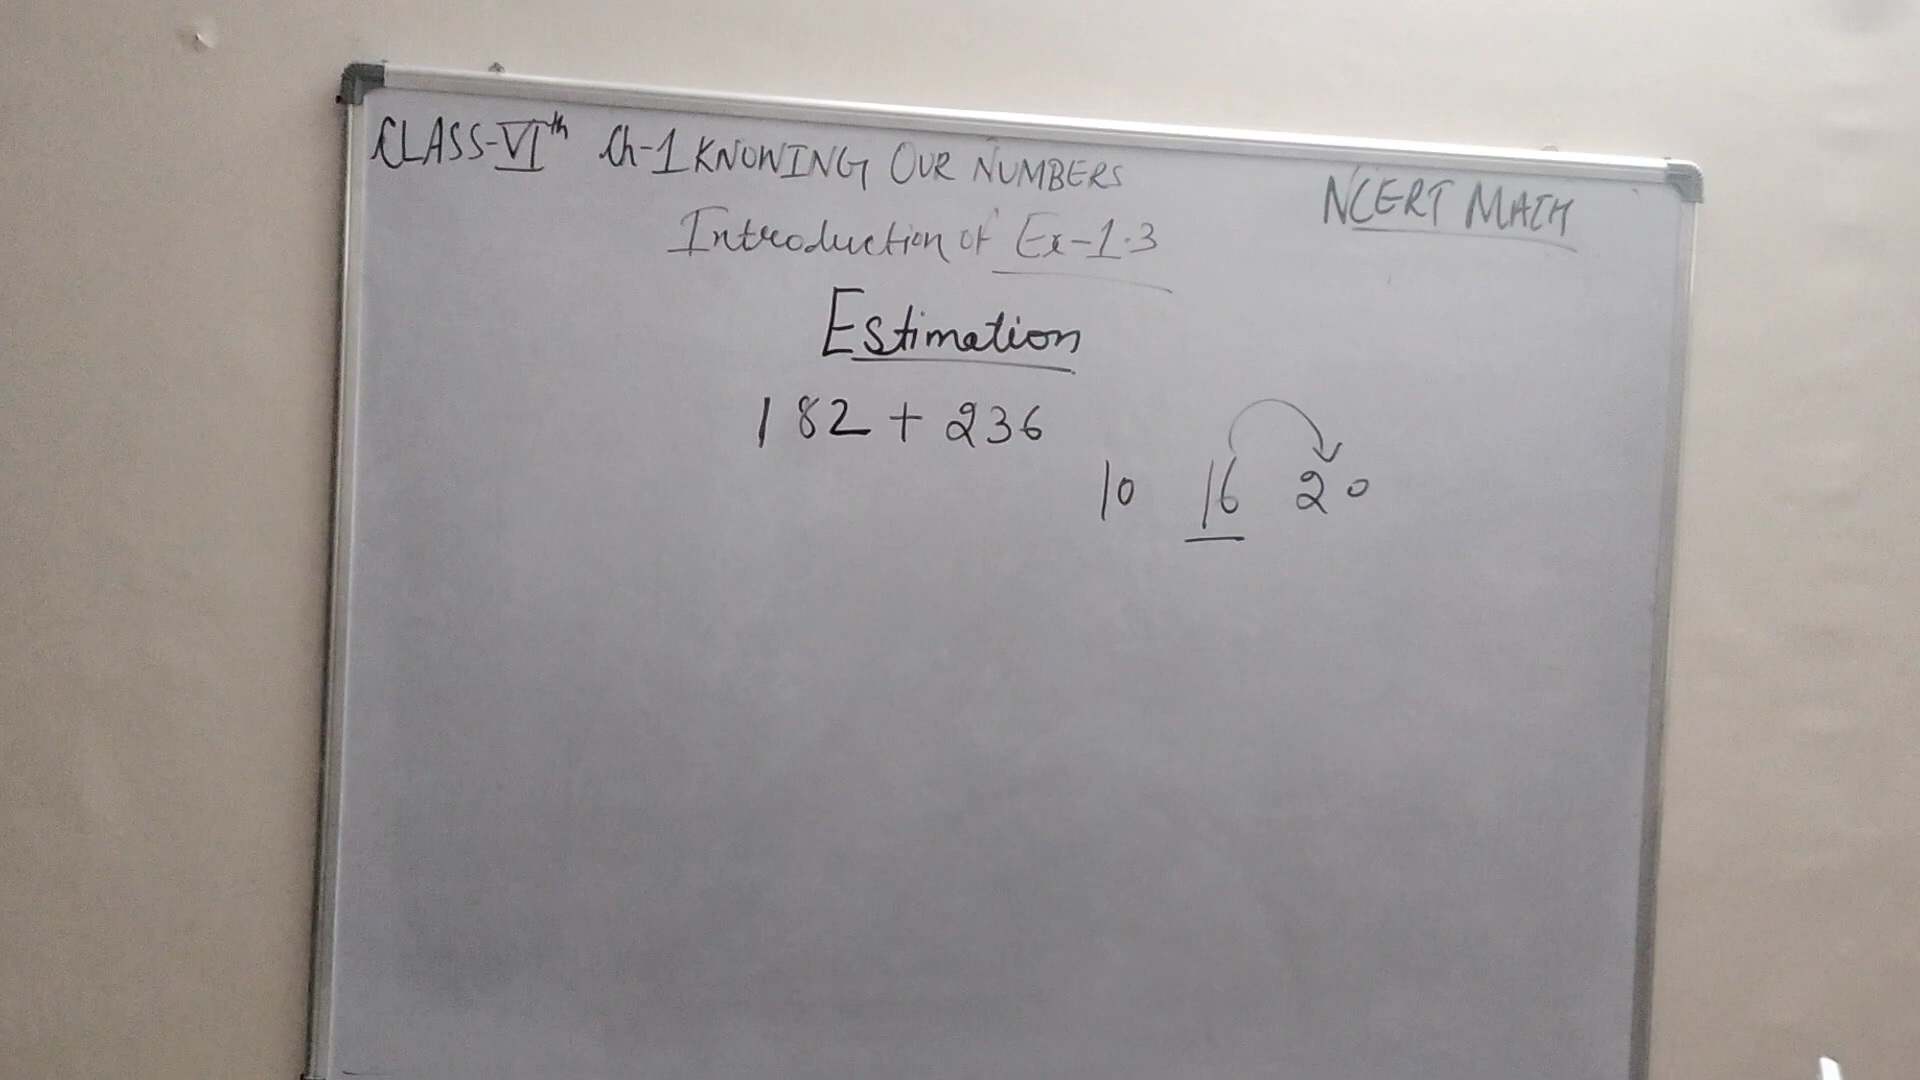 CLASS-VIth Ch-1 KNOWING OUR NUMBERS
NCERT MATH
Introduction of Ex-1.3
Estimation
182 + 236
10 16 20